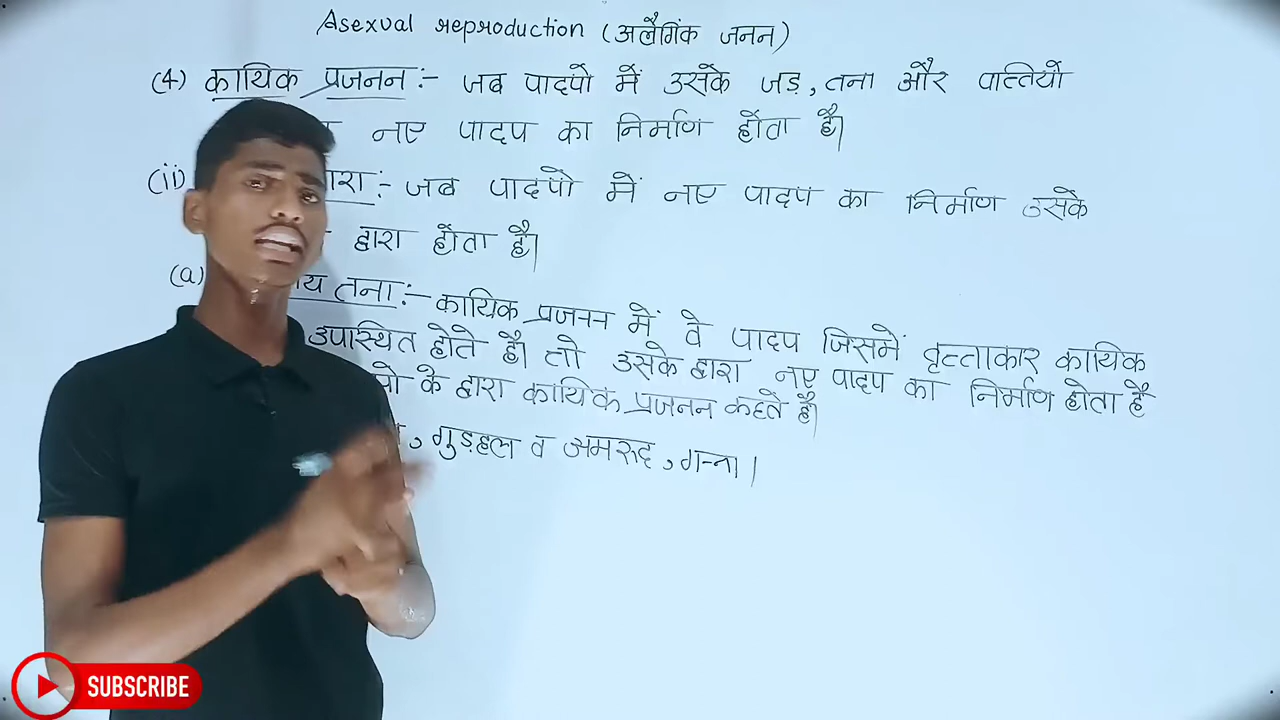 Asexual reproduction (अलैगिंक जनन)
(4) कायिक प्रजनन :- जब पादपो में उसके जड़, तना और पत्तियो
नए पादप का निर्माण होता है।
(ii) :- जब पादपो में नए पादप का निर्माण उसके
द्वारा होता है।
(a) तना :- कायिक प्रजनन में वे पादप जिसमें वृत्ताकार कायिक
उपास्थित होते है। तो उसके द्वारा नए पादप का निर्माण होता है
के द्वारा कायिक प्रजनन कहते है।
, गुड़हल व अमरुद, गन्ना।
SUBSCRIBE